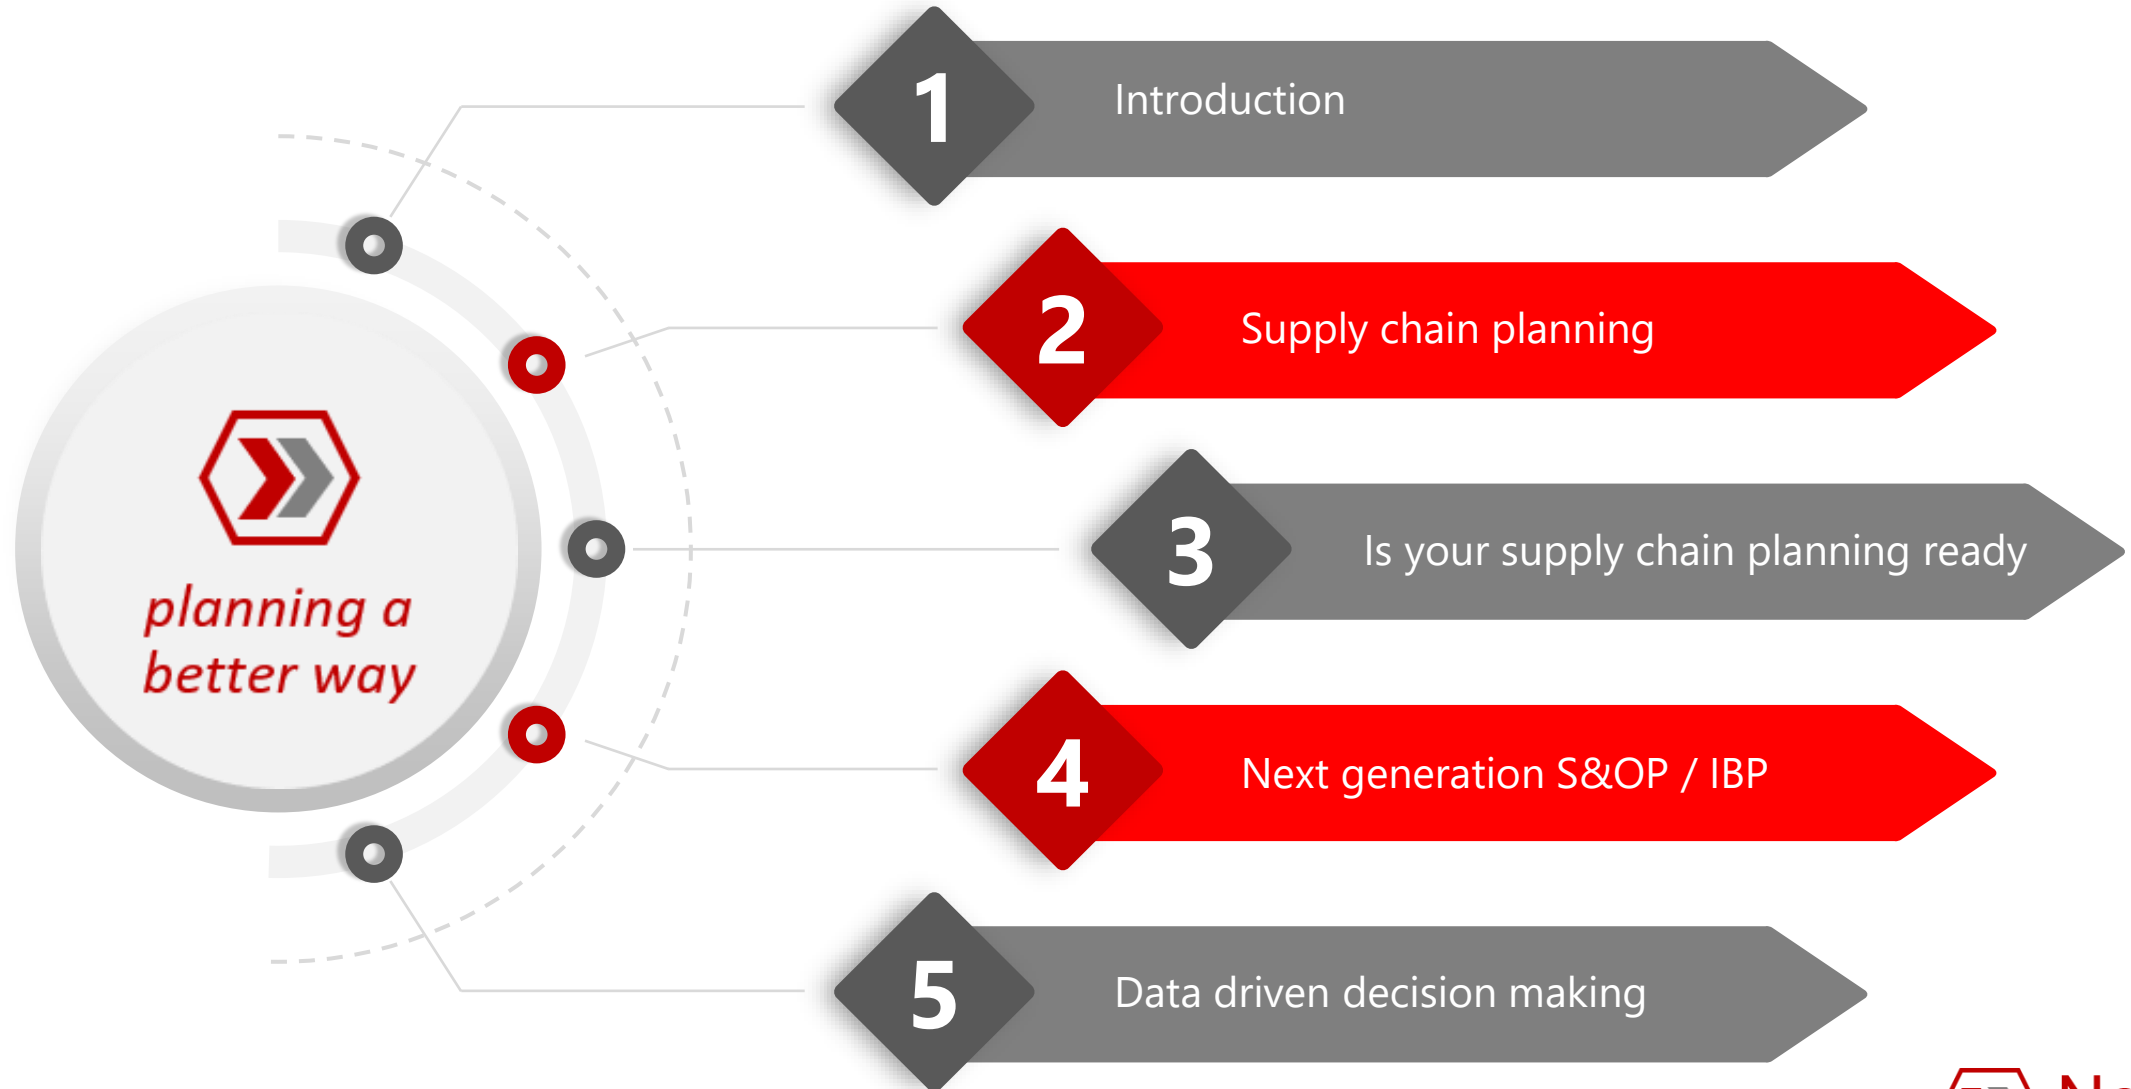 1
Introduction
2
Supply chain planning
3
Is your supply chain planning ready
4
Next generation S&OP / IBP
5
Data driven decision making
planning a
better way